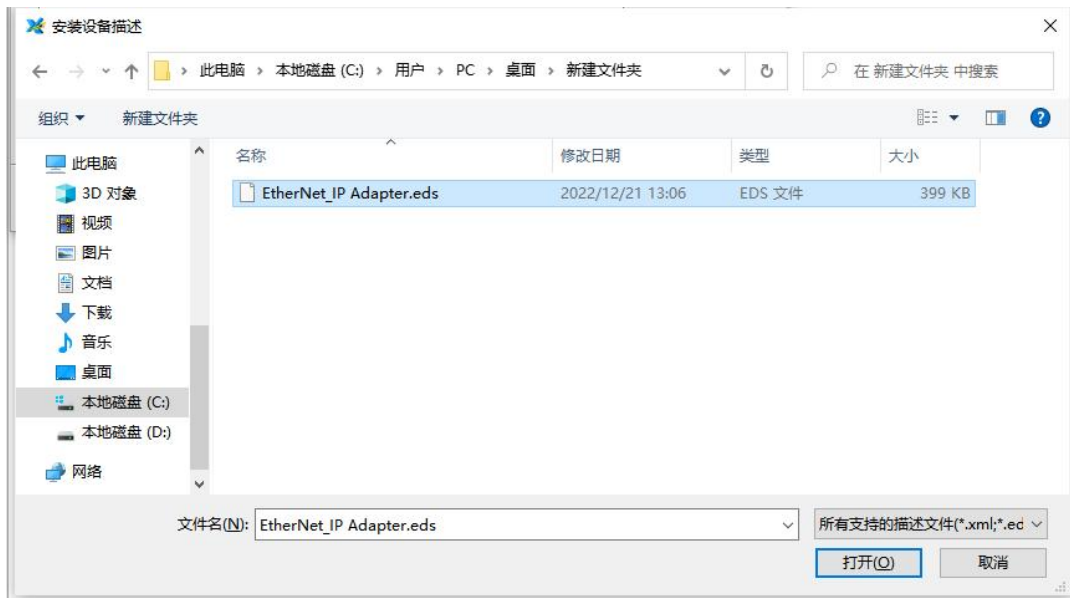 安装设备描述
此电脑 › 本地磁盘 (C:) › 用户 › PC › 桌面 › 新建文件夹
在 新建文件夹 中搜索
组织 新建文件夹
名称 修改日期 类型 大小
EtherNet_IP Adapter.eds 2022/12/21 13:06 EDS 文件 399 KB
此电脑
3D 对象
视频
图片
文档
下载
音乐
桌面
本地磁盘 (C:)
本地磁盘 (D:)
网络
文件名(N): EtherNet_IP Adapter.eds 所有支持的描述文件(*.xml;*.ed
打开(O) 取消